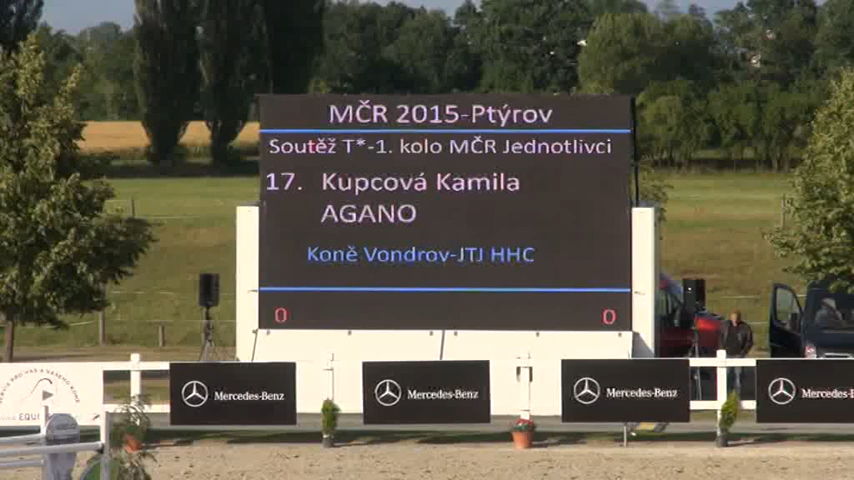 MČR 2015-Ptýrov
Soutěž T*-1. kolo MČR Jednotlivci
17. Kupcová Kamila
AGANO
Koně Vondrov-JTJ HHC
0 0
Mercedes-Benz
Mercedes-Benz
Mercedes-Benz
Mercedes-Benz